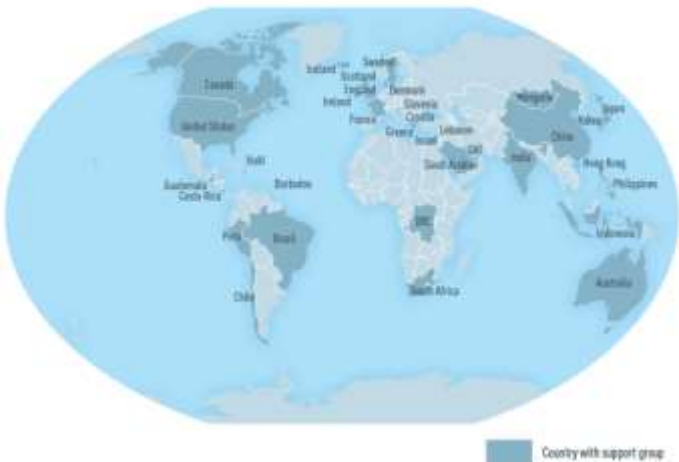 Canada
United States
Haiti
Barbados
Guatemala
Costa Rica
Peru
Brazil
Chile
Iceland
Sweden
Scotland
England
Ireland
Denmark
France
Slovenia
Croatia
Greece
Lebanon
Israel
UAE
Saudi Arabia
DRC
South Africa
Mongolia
China
Japan
India
Hong Kong
Philippines
Indonesia
Australia
Country with support group